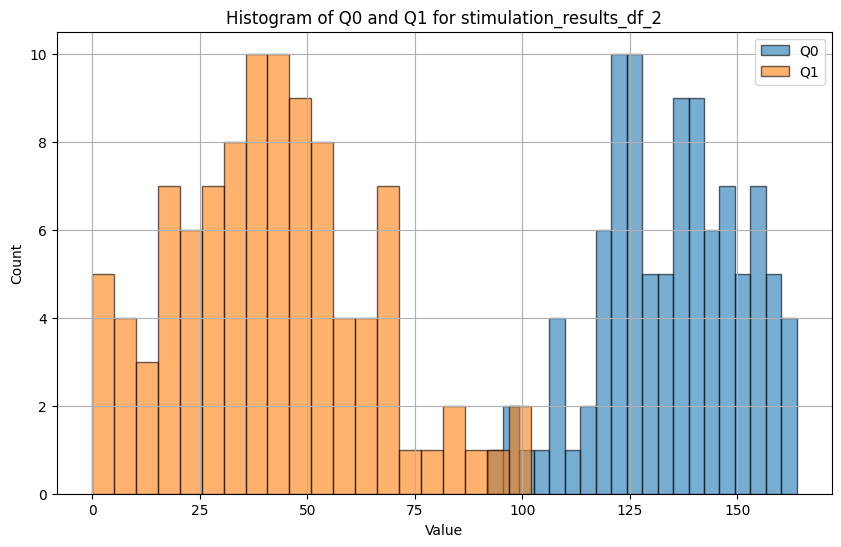 Histogram of Q0 and Q1 for stimulation_results_df_2
Q0
Q1
10
8
6
4
2
0
Count
0 25 50 75 100 125 150
Value